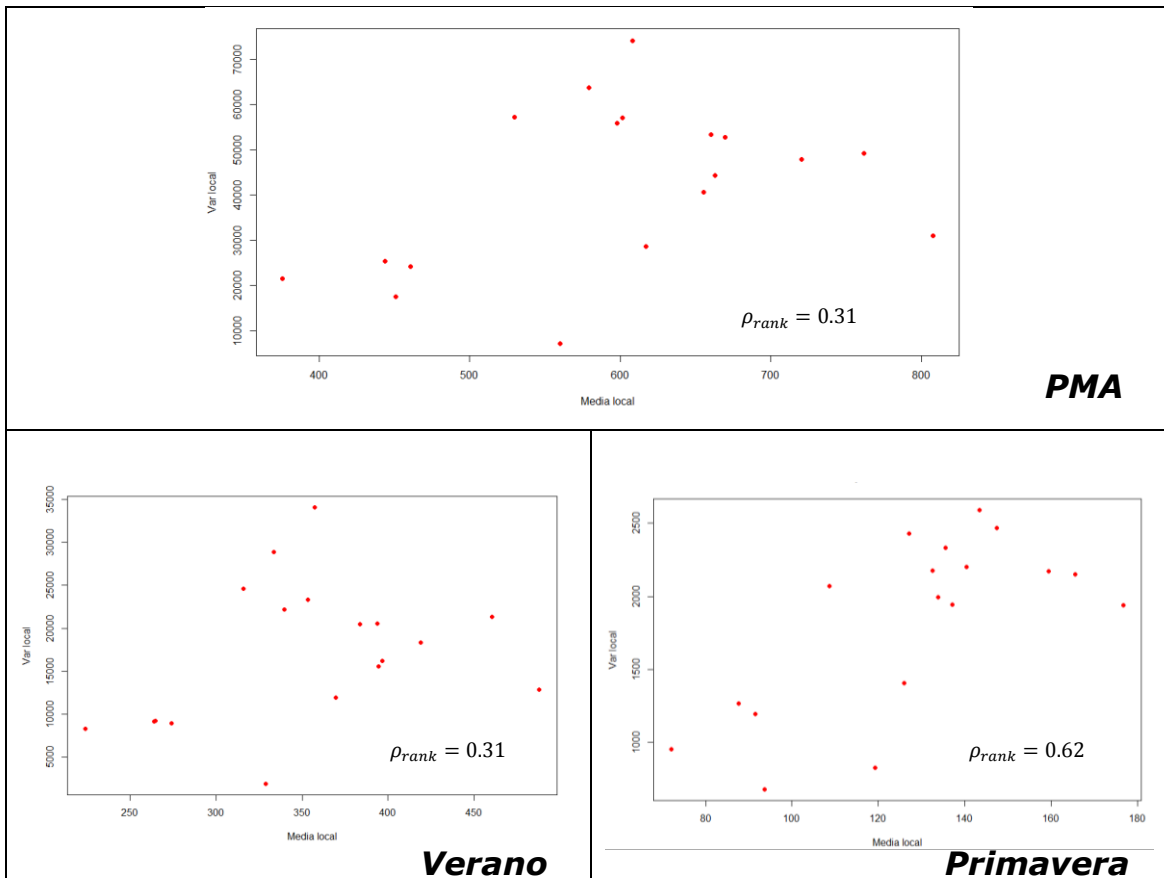 70000
60000
50000
40000
30000
20000
10000
Var local
400 500 600 700 800
Media local
ρrank = 0.31
PMA
35000
30000
25000
20000
15000
10000
5000
Var local
250 300 350 400 450
Media local
ρrank = 0.31
Verano
2500
2000
1500
1000
Var local
80 100 120 140 160 180
Media local
ρrank = 0.62
Primavera